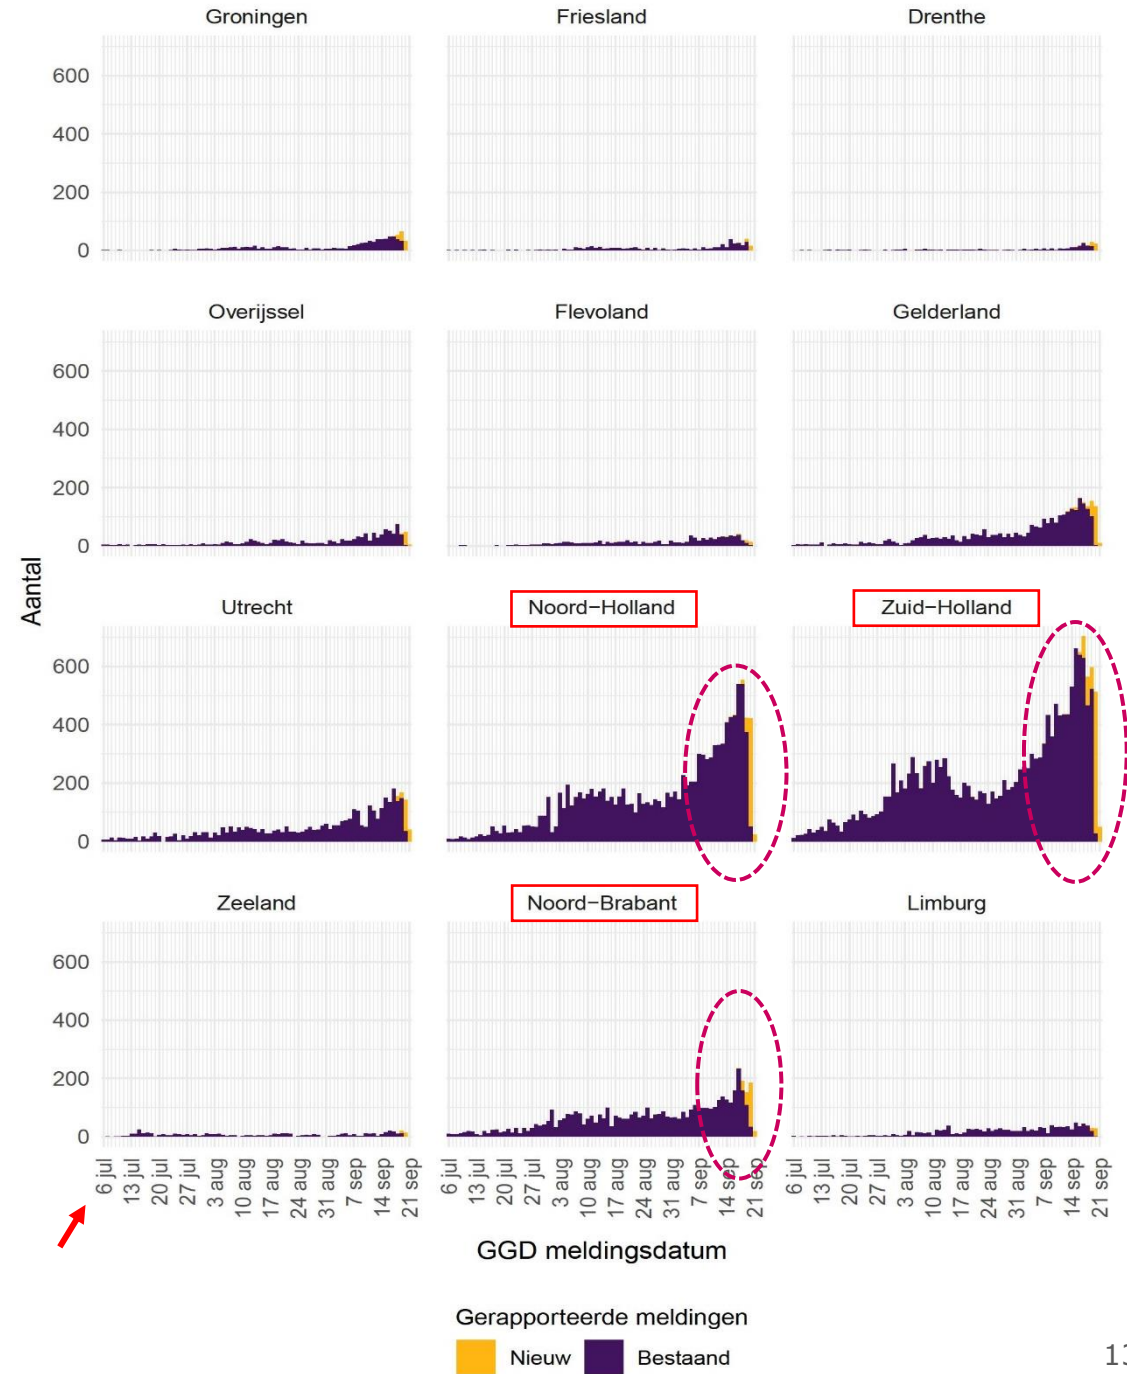 Groningen Friesland Drenthe
600
400
200
0
Overijssel Flevoland Gelderland
600
400
200
0
Aantal
Utrecht Noord-Holland Zuid-Holland
600
400
200
0
Zeeland Noord-Brabant Limburg
600
400
200
0
6 jul 13 jul 20 jul 27 jul 3 aug 10 aug 17 aug 24 aug 31 aug 7 sep 14 sep 21 sep
6 jul 13 jul 20 jul 27 jul 3 aug 10 aug 17 aug 24 aug 31 aug 7 sep 14 sep 21 sep
6 jul 13 jul 20 jul 27 jul 3 aug 10 aug 17 aug 24 aug 31 aug 7 sep 14 sep 21 sep
GGD meldingsdatum
Gerapporteerde meldingen
Nieuw Bestaand
13